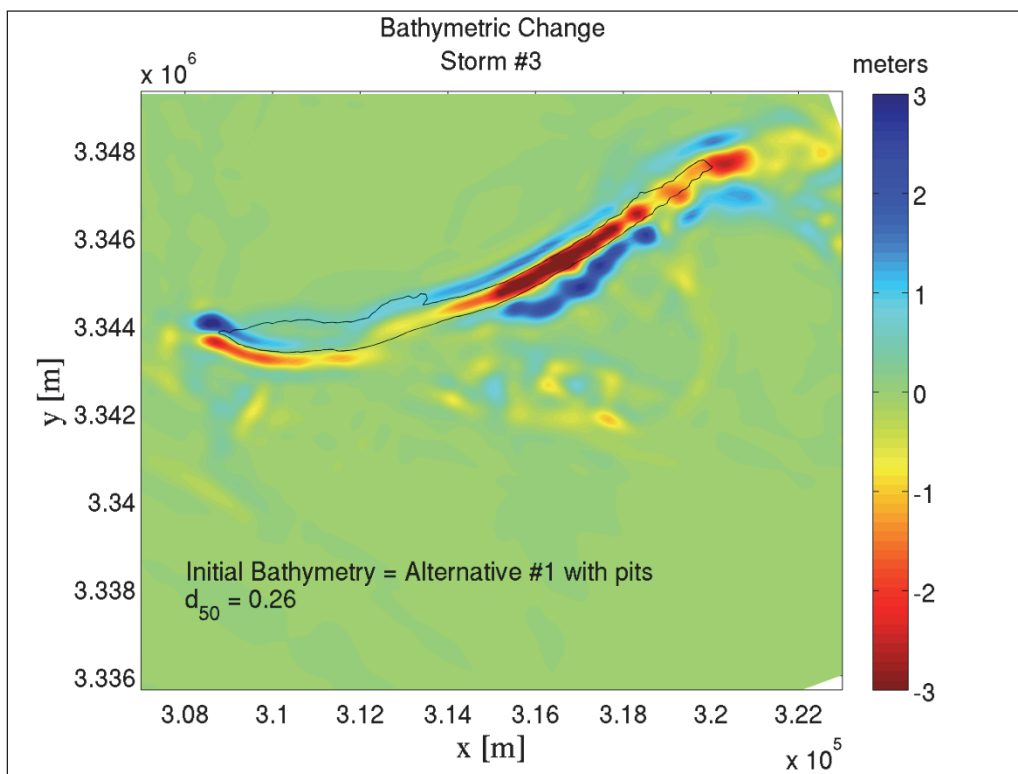 Bathymetric Change
Storm #3
x 10^6
meters
3.348
3.346
3.344
3.342
3.34
3.338
3.336
y [m]
3
2
1
0
-1
-2
-3
Initial Bathymetry = Alternative #1 with pits
d_50 = 0.26
3.08 3.1 3.12 3.14 3.16 3.18 3.2 3.22
x [m]
x 10^5